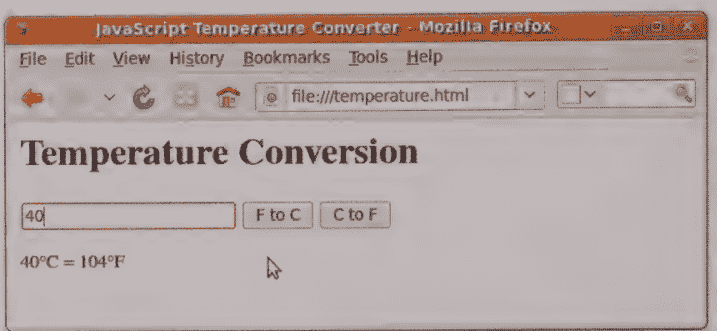 JavaScript Temperature Converter - Mozilla Firefox
File Edit View History Bookmarks Tools Help
file:///temperature.html
Temperature Conversion
40 F to C C to F
40°C = 104°F